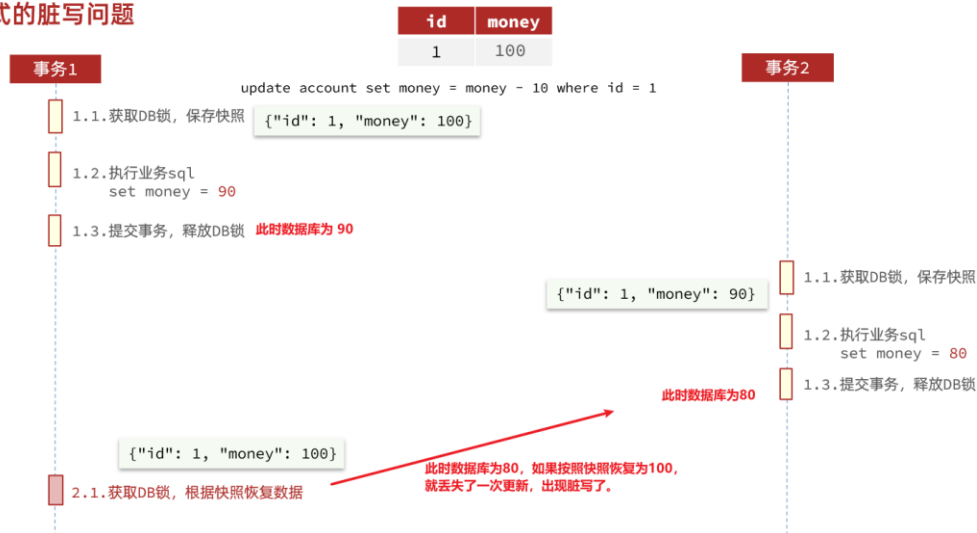 式的脏写问题
id money
1 100
事务1
事务2
update account set money = money - 10 where id = 1
1.1.获取DB锁，保存快照
{"id": 1, "money": 100}
1.2.执行业务sql
set money = 90
1.3.提交事务，释放DB锁
此时数据库为 90
1.1.获取DB锁，保存快照
{"id": 1, "money": 90}
1.2.执行业务sql
set money = 80
1.3.提交事务，释放DB锁
此时数据库为80
{"id": 1, "money": 100}
此时数据库为80，如果按照快照恢复为100，
就丢失了一次更新，出现脏写了。
2.1.获取DB锁，根据快照恢复数据